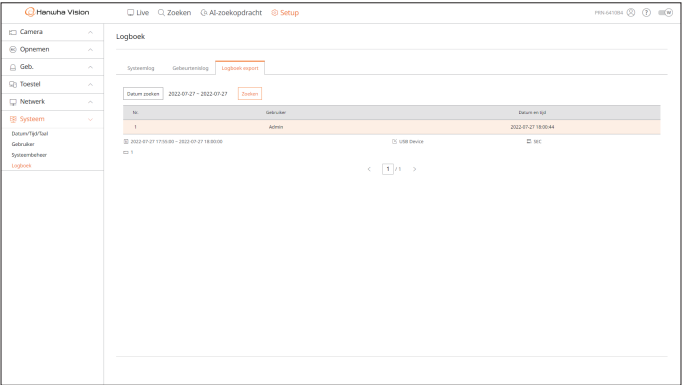 Hanwha Vision
Live Zoeken AI-zoekopdracht Setup PRN-6410B4
Camera
Opnemen
Geb.
Toestel
Netwerk
Systeem
Datum/Tijd/Taal
Gebruiker
Systeembeheer
Logboek
Logboek
Systeemlog Gebeurtenislog Logboek export
Datum zoeken 2022-07-27 ~ 2022-07-27 Zoeken
Nr. Gebruiker Datum en tijd
1 Admin 2022-07-27 18:00:44
2022-07-27 17:55:00 ~ 2022-07-27 18:00:00 USB Device SEC
1
< 1 / 1 >